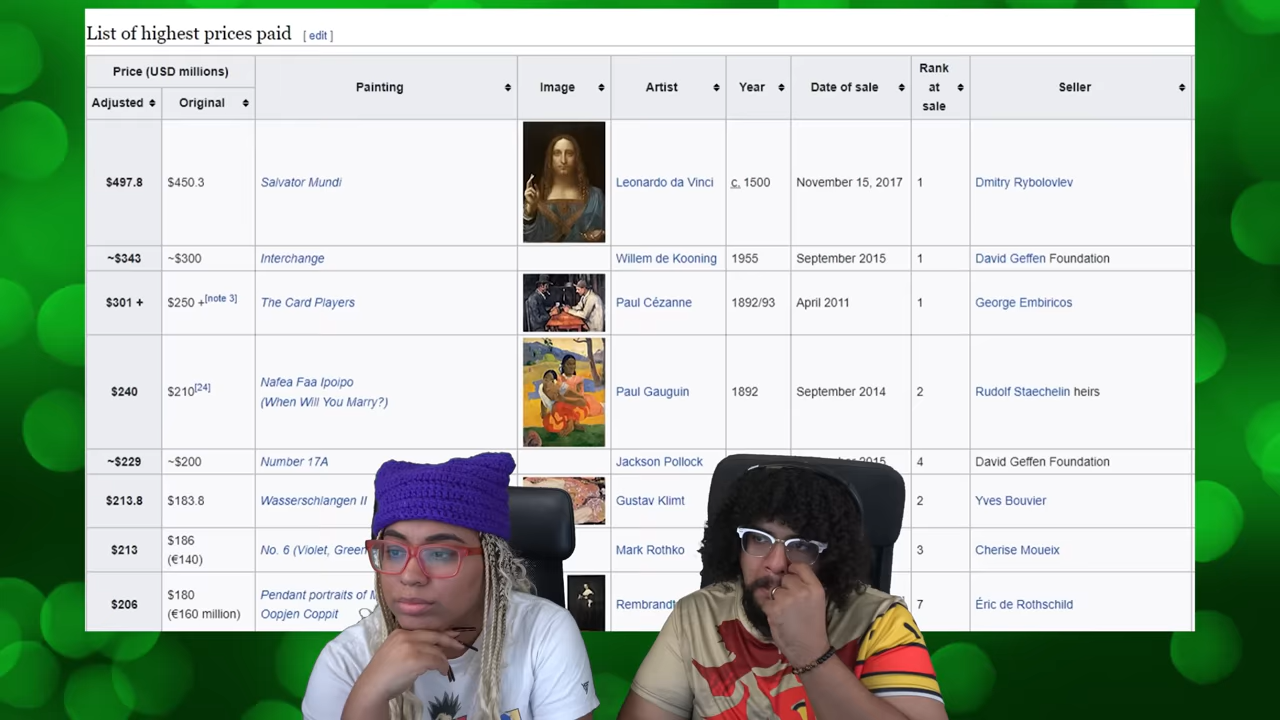 List of highest prices paid [ edit ]
Price (USD millions) Painting Image Artist Year Date of sale Rank at sale Seller
Adjusted Original
$497.8 $450.3 Salvator Mundi Leonardo da Vinci c. 1500 November 15, 2017 1 Dmitry Rybolovlev
~$343 ~$300 Interchange Willem de Kooning 1955 September 2015 1 David Geffen Foundation
$301 + $250 +[note 3] The Card Players Paul Cézanne 1892/93 April 2011 1 George Embiricos
$240 $210[24] Nafea Faa Ipoipo Paul Gauguin 1892 September 2014 2 Rudolf Staechelin heirs
(When Will You Marry?)
~$229 ~$200 Number 17A Jackson Pollock 2015 4 David Geffen Foundation
$213.8 $183.8 Wasserschlangen II Gustav Klimt 2 Yves Bouvier
$213 $186 No. 6 (Violet, Green Mark Rothko 3 Cherise Moueix
(€140)
$206 $180 Pendant portraits of Rembrandt 7 Éric de Rothschild
(€160 million) Oopjen Coppit